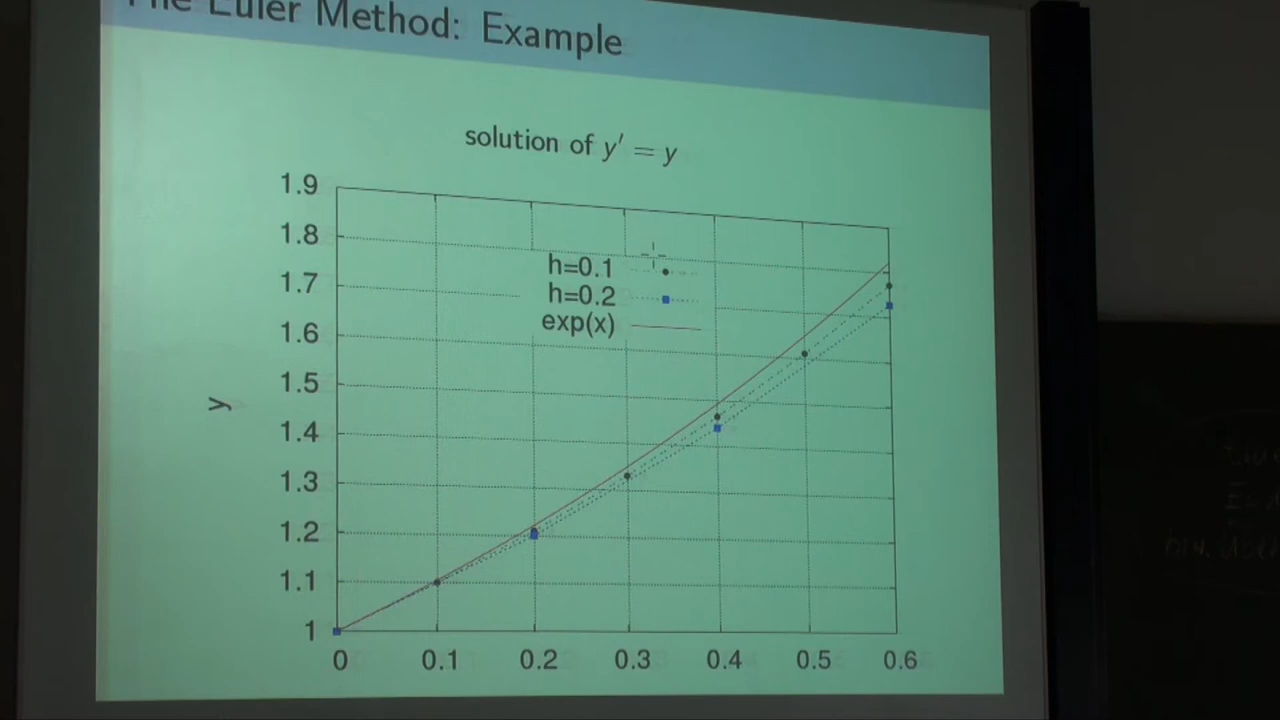 The Euler Method: Example
solution of y′ = y
1.9
1.8
1.7
1.6
1.5
1.4
1.3
1.2
1.1
1
y
h=0.1
h=0.2
exp(x)
0 0.1 0.2 0.3 0.4 0.5 0.6